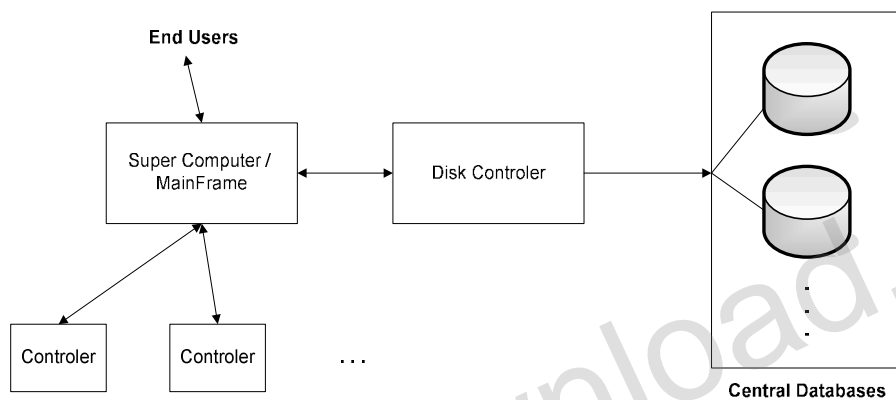 End Users
Super Computer /
MainFrame
Disk Controler
Controler
Controler
. . .
Central Databases